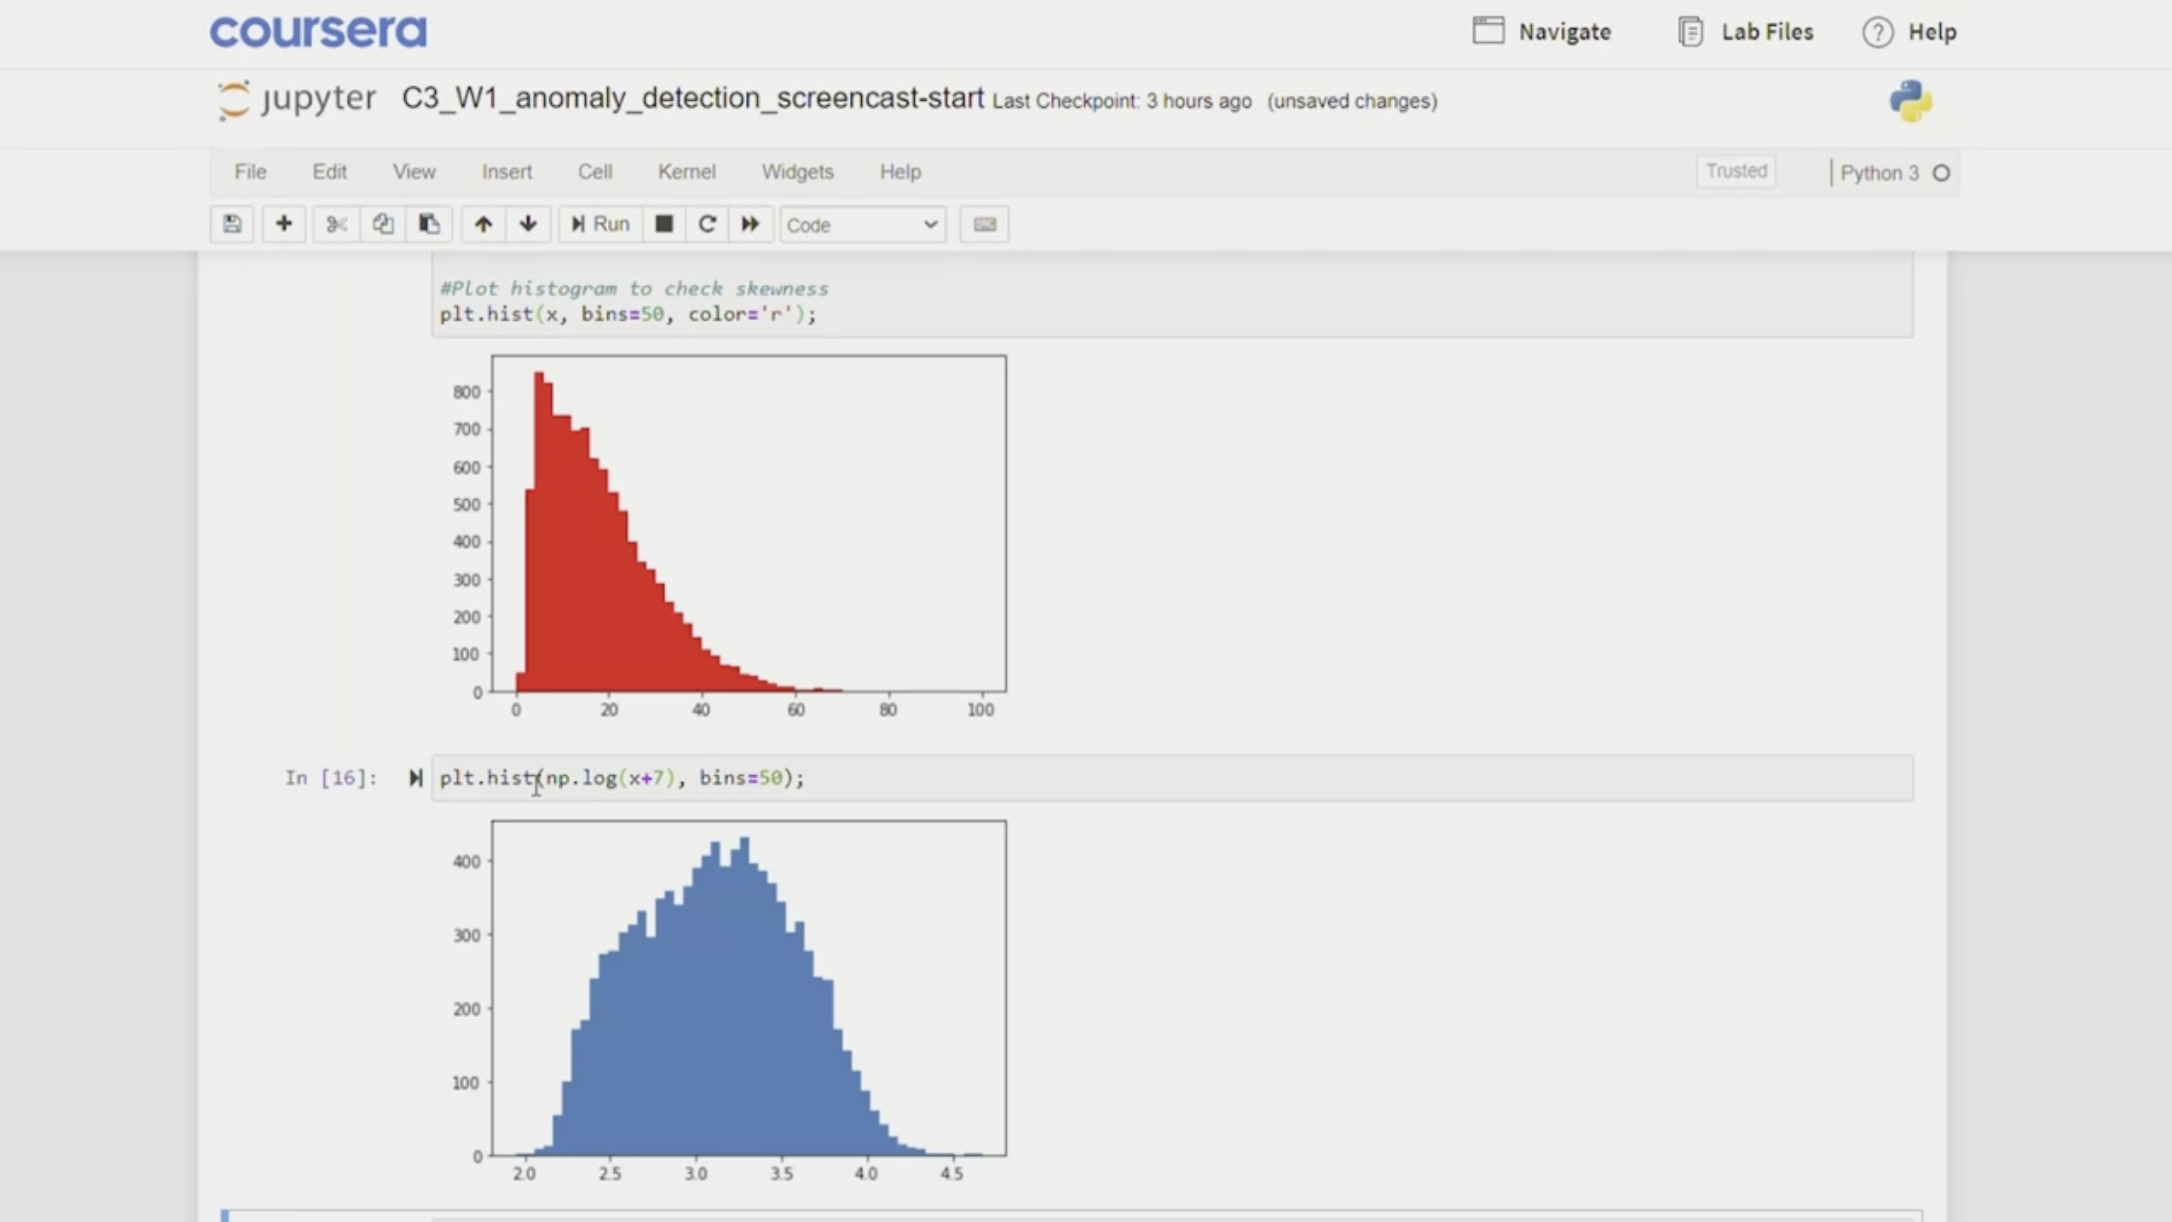 coursera
Navigate
Lab Files
Help
jupyter C3_W1_anomaly_detection_screencast-start Last Checkpoint: 3 hours ago (unsaved changes)
File Edit View Insert Cell Kernel Widgets Help
Trusted
Python 3
Run
Code
#Plot histogram to check skewness
plt.hist(x, bins=50, color='r');
800
700
600
500
400
300
200
100
0
0 20 40 60 80 100
In [16]: plt.hist(np.log(x+7), bins=50);
400
300
200
100
0
2.0 2.5 3.0 3.5 4.0 4.5